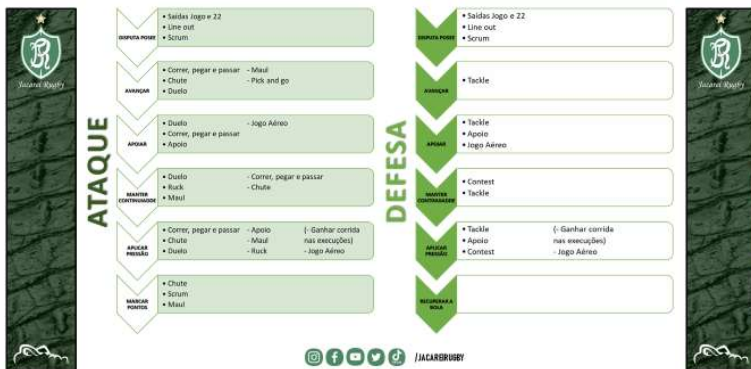 Jacareí Rugby
ATAQUE
DISPUTA POSSE
• Saídas Jogo e 22
• Line out
• Scrum
AVANÇAR
• Correr, pegar e passar - Maul
• Chute - Pick and go
• Duelo
APOIAR
• Duelo - Jogo Aéreo
• Correr, pegar e passar
• Apoio
MANTER CONTINUIDADE
• Duelo - Correr, pegar e passar
• Ruck - Chute
• Maul
APLICAR PRESSÃO
• Correr, pegar e passar - Apoio (- Ganhar corrida
• Chute - Maul nas execuções)
• Duelo - Ruck - Jogo Aéreo
MARCAR PONTOS
• Chute
• Scrum
• Maul
DEFESA
DISPUTA POSSE
• Saídas Jogo e 22
• Line out
• Scrum
AVANÇAR
• Tackle
APOIAR
• Tackle
• Apoio
• Jogo Aéreo
MANTER CONTINUIDADE
• Contest
• Tackle
APLICAR PRESSÃO
• Tackle (- Ganhar corrida
• Apoio nas execuções)
• Contest - Jogo Aéreo
RECUPERAR A BOLA
Jacareí Rugby
/JACAREIRUGBY